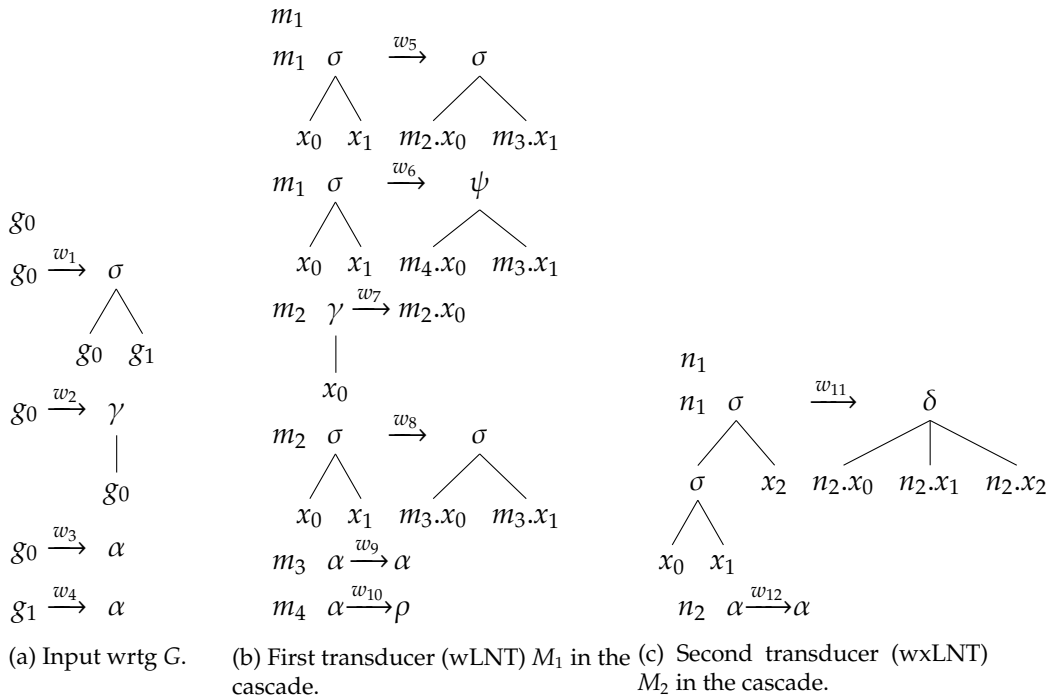 g₀
g₀ —w₁→ σ
g₀ g₁
g₀ —w₂→ γ
g₀
g₀ —w₃→ α
g₁ —w₄→ α
(a) Input wrtg G.
m₁
m₁ σ —w₅→ σ
x₀ x₁ m₂.x₀ m₃.x₁
m₁ σ —w₆→ ψ
x₀ x₁ m₄.x₀ m₃.x₁
m₂ γ —w₇→ m₂.x₀
x₀
m₂ σ —w₈→ σ
x₀ x₁ m₃.x₀ m₃.x₁
m₃ α —w₉→ α
m₄ α —w₁₀→ ρ
(b) First transducer (wLNT) M₁ in the
cascade.
n₁
n₁ σ —w₁₁→ δ
σ x₂ n₂.x₀ n₂.x₁ n₂.x₂
x₀ x₁
n₂ α —w₁₂→ α
(c) Second transducer (wxLNT)
M₂ in the cascade.